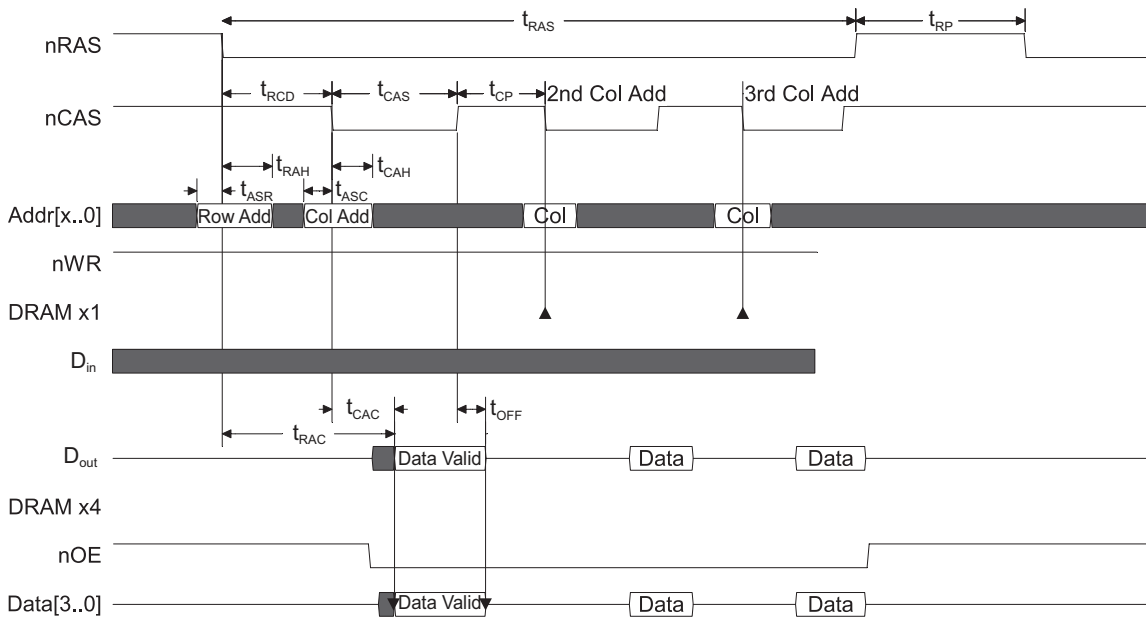 tRAS
tRP
nRAS
tRCD
tCAS
tCP
2nd Col Add
3rd Col Add
nCAS
tRAH
tCAH
tASR
tASC
Addr[x..0]
Row Add
Col Add
Col
Col
nWR
DRAM x1
Din
tCAC
tOFF
tRAC
Dout
Data Valid
Data
Data
DRAM x4
nOE
Data[3..0]
Data Valid
Data
Data